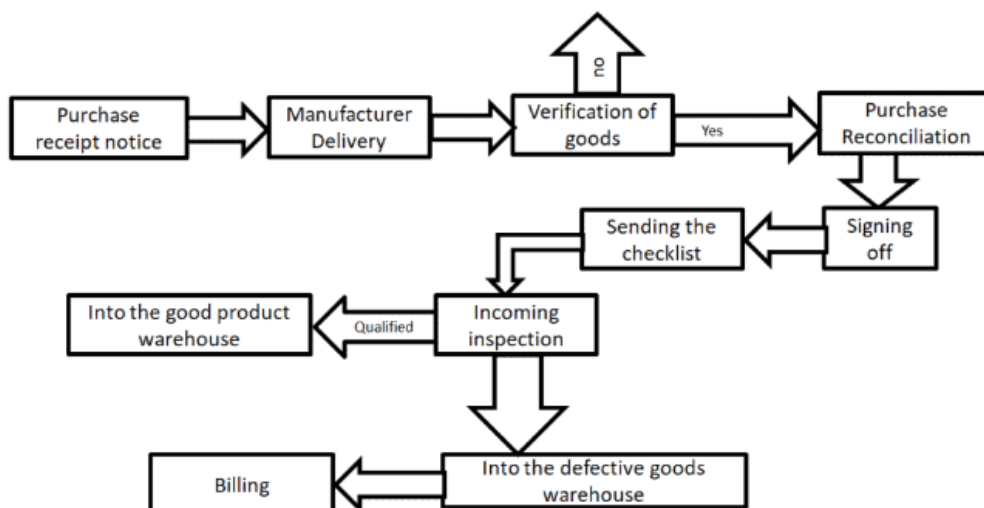 no
Purchase
receipt notice
Manufacturer
Delivery
Verification of
goods
Yes
Purchase
Reconciliation
Sending the
checklist
Signing
off
Into the good product
warehouse
Qualified
Incoming
inspection
Billing
Into the defective goods
warehouse